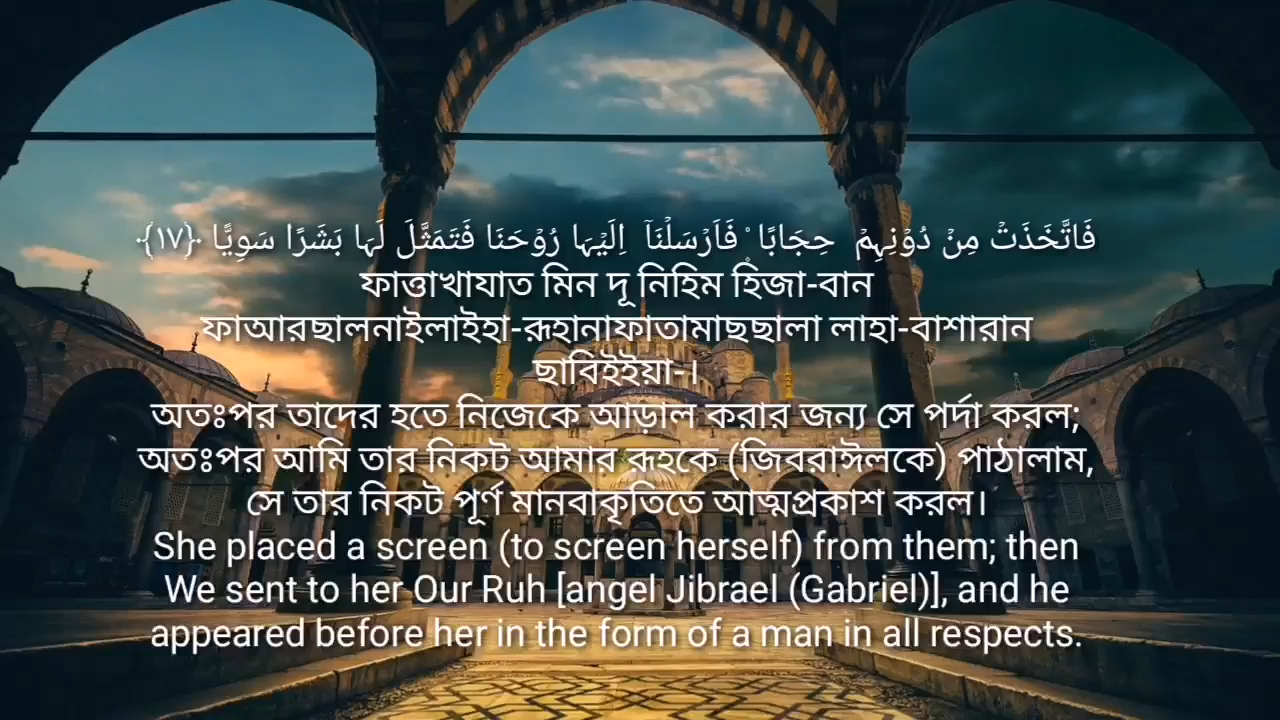 فَاتَّخَذَتۡ مِنۡ دُوۡنِہِمۡ حِجَابًا ۪۟ فَاَرۡسَلۡنَاۤ اِلَیۡہَا رُوۡحَنَا فَتَمَثَّلَ لَہَا بَشَرًا سَوِیًّا ﴿۱۷﴾
ফাত্তাখাযাত মিন দূ নিহিম হিজা-বান
ফাআরছালনাইলাইহা-রূহানাফাতামাছছালা লাহা-বাশারান
ছাবিইইয়া-।
অতঃপর তাদের হতে নিজেকে আড়াল করার জন্য সে পর্দা করল;
অতঃপর আমি তার নিকট আমার রূহকে (জিবরাঈলকে) পাঠালাম,
সে তার নিকট পূর্ণ মানবাকৃতিতে আত্মপ্রকাশ করল।
She placed a screen (to screen herself) from them; then
We sent to her Our Ruh [angel Jibrael (Gabriel)], and he
appeared before her in the form of a man in all respects.